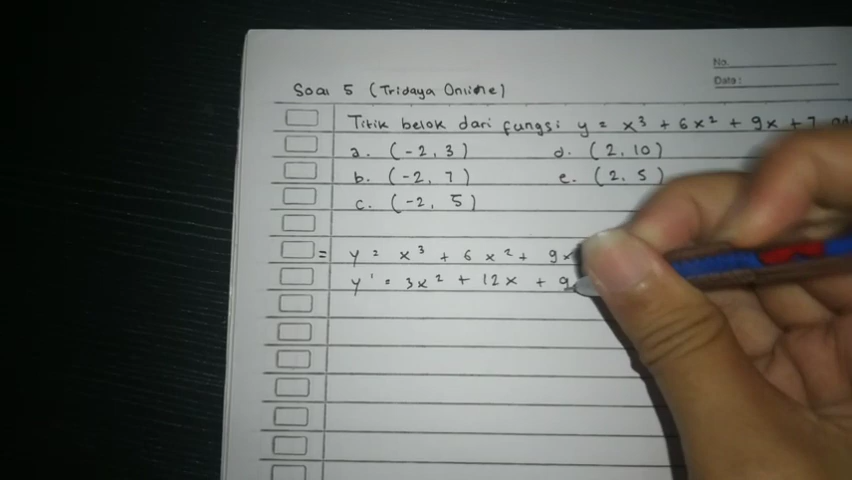 No.
Date:
Soal 5 (Tridaya Online)
Titik belok dari fungsi y = x³ + 6x² + 9x + 7
a. (-2, 3) d. (2, 10)
b. (-2, 7) e. (2, 5)
c. (-2, 5)
= y = x³ + 6x² + 9x
y' = 3x² + 12x + 9